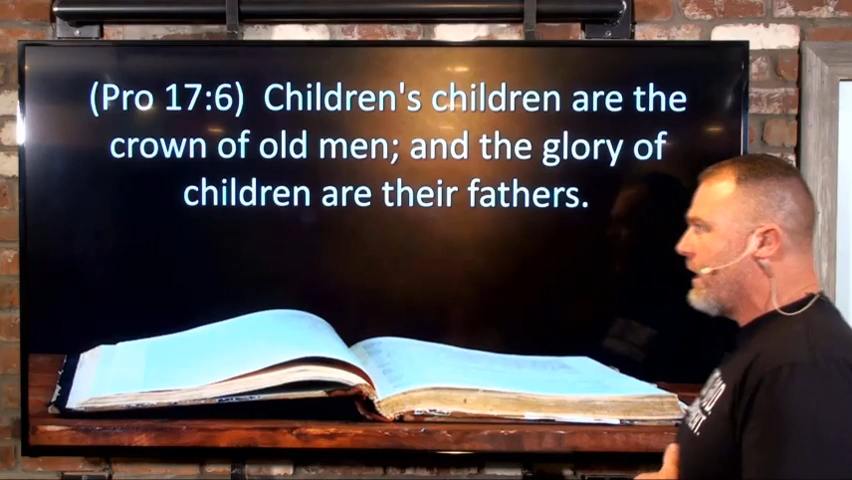 (Pro 17:6)  Children's children are the
crown of old men; and the glory of
children are their fathers.